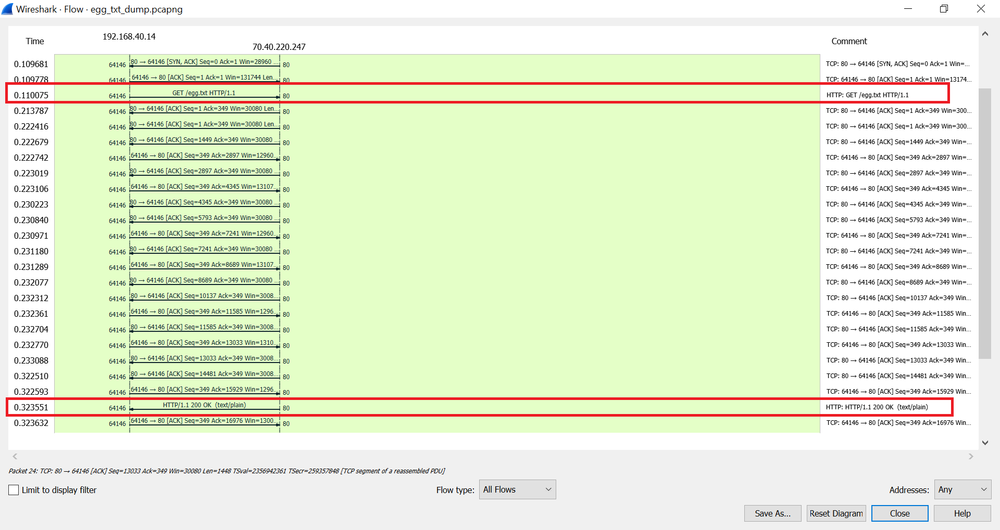 Wireshark · Flow · egg_txt_dump.pcapng
Time 192.168.40.14 70.40.220.247 Comment
0.109681 64146 80 → 64146 [SYN, ACK] Seq=0 Ack=1 Win=28960 ... 80 TCP: 80 → 64146 [SYN, ACK] Seq=0 Ack=1 Win=...
0.109778 64146 64146 → 80 [ACK] Seq=1 Ack=1 Win=131744 Len... 80 TCP: 64146 → 80 [ACK] Seq=1 Ack=1 Win=13174...
0.110075 64146 GET /egg.txt HTTP/1.1 80 HTTP: GET /egg.txt HTTP/1.1
0.213787 64146 80 → 64146 [ACK] Seq=1 Ack=349 Win=30080 Len... 80 TCP: 80 → 64146 [ACK] Seq=1 Ack=349 Win=300...
0.222416 64146 80 → 64146 [ACK] Seq=1 Ack=349 Win=30080 Len... 80 TCP: 80 → 64146 [ACK] Seq=1 Ack=349 Win=300...
0.222679 64146 80 → 64146 [ACK] Seq=1449 Ack=349 Win=30080 ... 80 TCP: 80 → 64146 [ACK] Seq=1449 Ack=349 Win=...
0.222742 64146 64146 → 80 [ACK] Seq=349 Ack=2897 Win=12960... 80 TCP: 64146 → 80 [ACK] Seq=349 Ack=2897 Win=...
0.223019 64146 80 → 64146 [ACK] Seq=2897 Ack=349 Win=30080 ... 80 TCP: 80 → 64146 [ACK] Seq=2897 Ack=349 Win=...
0.223106 64146 64146 → 80 [ACK] Seq=349 Ack=4345 Win=13107... 80 TCP: 64146 → 80 [ACK] Seq=349 Ack=4345 Win=...
0.230223 64146 80 → 64146 [ACK] Seq=4345 Ack=349 Win=30080 ... 80 TCP: 80 → 64146 [ACK] Seq=4345 Ack=349 Win=...
0.230840 64146 80 → 64146 [ACK] Seq=5793 Ack=349 Win=30080 ... 80 TCP: 80 → 64146 [ACK] Seq=5793 Ack=349 Win=...
0.230971 64146 64146 → 80 [ACK] Seq=349 Ack=7241 Win=12960... 80 TCP: 64146 → 80 [ACK] Seq=349 Ack=7241 Win=...
0.231180 64146 80 → 64146 [ACK] Seq=7241 Ack=349 Win=30080 ... 80 TCP: 80 → 64146 [ACK] Seq=7241 Ack=349 Win=...
0.231289 64146 64146 → 80 [ACK] Seq=349 Ack=8689 Win=13107... 80 TCP: 64146 → 80 [ACK] Seq=349 Ack=8689 Win=...
0.232077 64146 80 → 64146 [ACK] Seq=8689 Ack=349 Win=30080 ... 80 TCP: 80 → 64146 [ACK] Seq=8689 Ack=349 Win=...
0.232312 64146 80 → 64146 [ACK] Seq=10137 Ack=349 Win=3008... 80 TCP: 80 → 64146 [ACK] Seq=10137 Ack=349 Win...
0.232361 64146 64146 → 80 [ACK] Seq=349 Ack=11585 Win=1296... 80 TCP: 64146 → 80 [ACK] Seq=349 Ack=11585 Win...
0.232704 64146 80 → 64146 [ACK] Seq=11585 Ack=349 Win=3008... 80 TCP: 80 → 64146 [ACK] Seq=11585 Ack=349 Win...
0.232770 64146 64146 → 80 [ACK] Seq=349 Ack=13033 Win=1310... 80 TCP: 64146 → 80 [ACK] Seq=349 Ack=13033 Win...
0.233088 64146 80 → 64146 [ACK] Seq=13033 Ack=349 Win=3008... 80 TCP: 80 → 64146 [ACK] Seq=13033 Ack=349 Win...
0.322510 64146 80 → 64146 [ACK] Seq=14481 Ack=349 Win=3008... 80 TCP: 80 → 64146 [ACK] Seq=14481 Ack=349 Win...
0.322593 64146 64146 → 80 [ACK] Seq=349 Ack=15929 Win=1296... 80 TCP: 64146 → 80 [ACK] Seq=349 Ack=15929 Win...
0.323551 64146 HTTP/1.1 200 OK (text/plain) 80 HTTP: HTTP/1.1 200 OK (text/plain)
0.323632 64146 64146 → 80 [ACK] Seq=349 Ack=16976 Win=1300... 80 TCP: 64146 → 80 [ACK] Seq=349 Ack=16976 Win...
Packet 24: TCP: 80 → 64146 [ACK] Seq=13033 Ack=349 Win=30080 Len=1448 TSval=2356942361 TSecr=259357848 [TCP segment of a reassembled PDU]
Limit to display filter Flow type: All Flows Addresses: Any
Save As... Reset Diagram Close Help